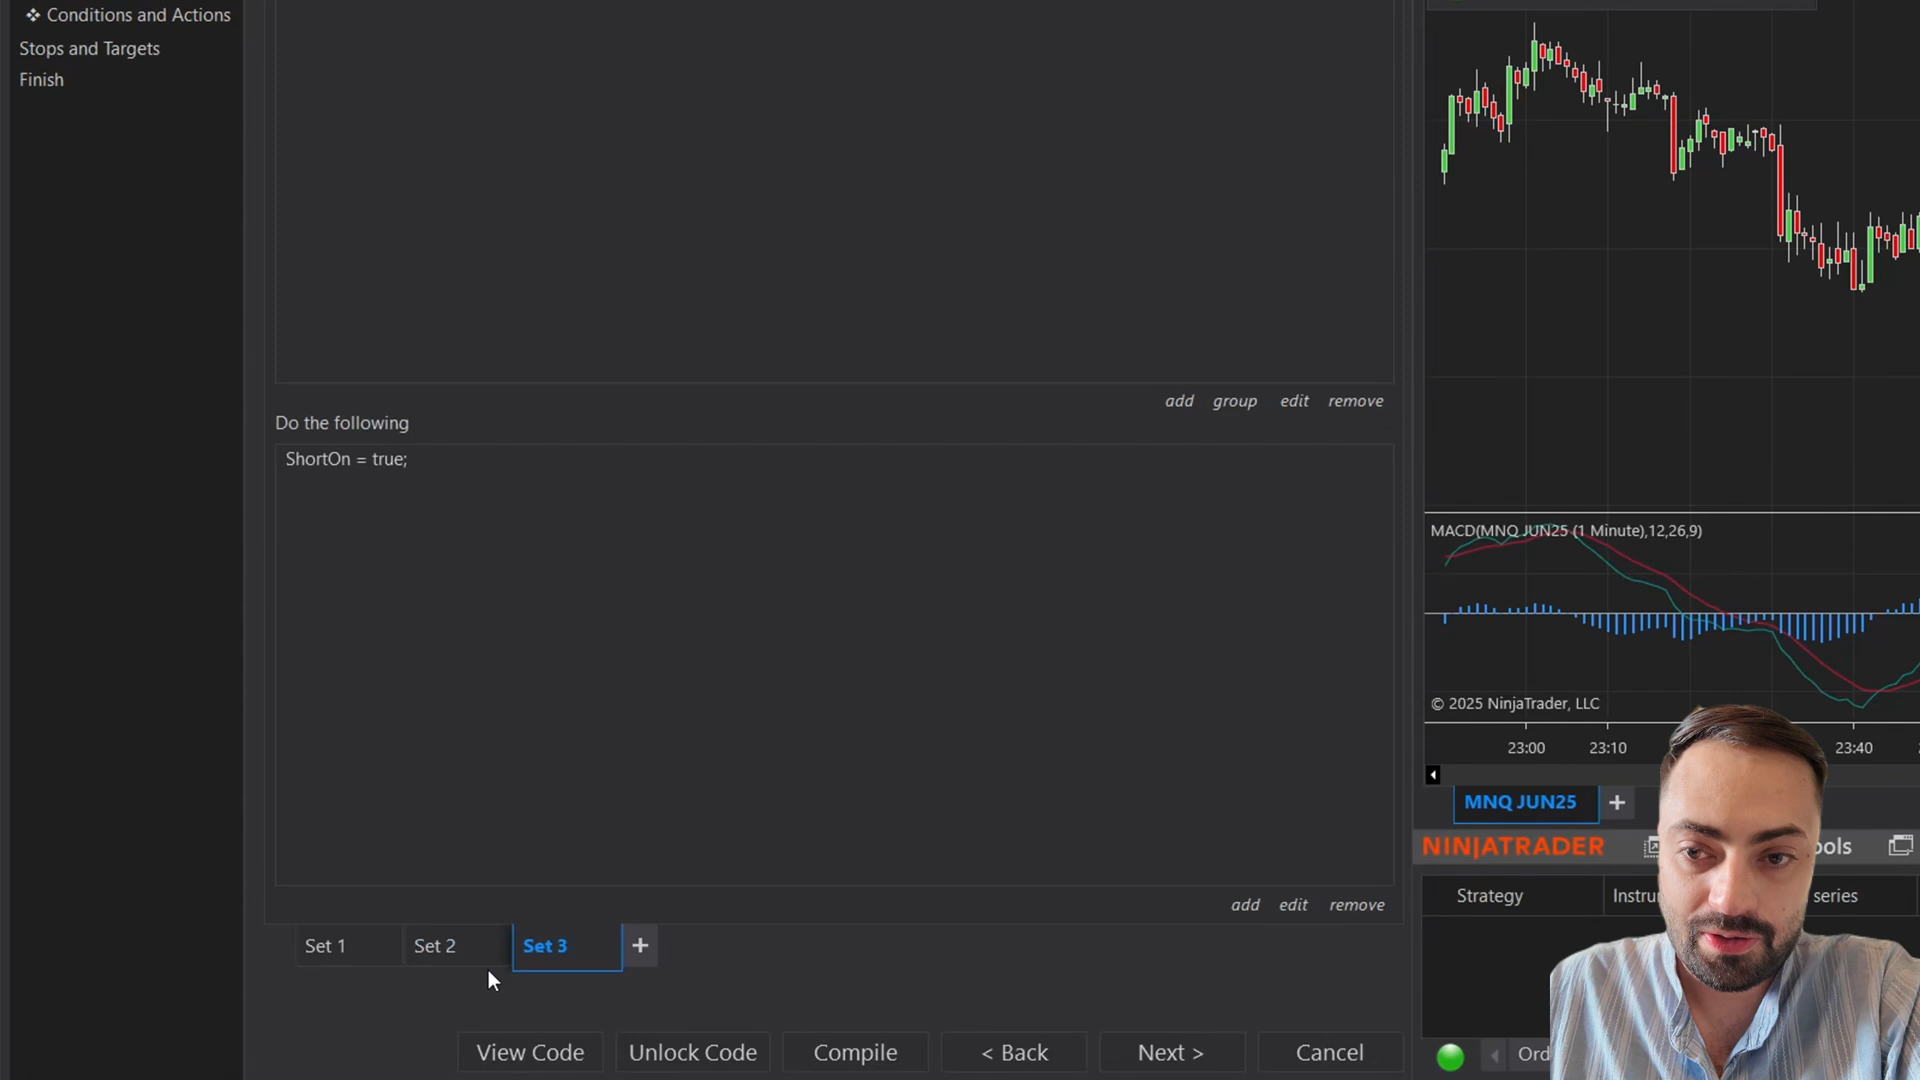 ❖ Conditions and Actions
Stops and Targets
Finish
add group edit remove
Do the following
ShortOn = true;
add edit remove
Set 1 Set 2 Set 3 +
View Code Unlock Code Compile < Back Next > Cancel
MACD(MNQ JUN25 (1 Minute),12,26,9)
© 2025 NinjaTrader, LLC
23:00 23:10 23:40
MNQ JUN25 +
NINJATRADER
Strategy series